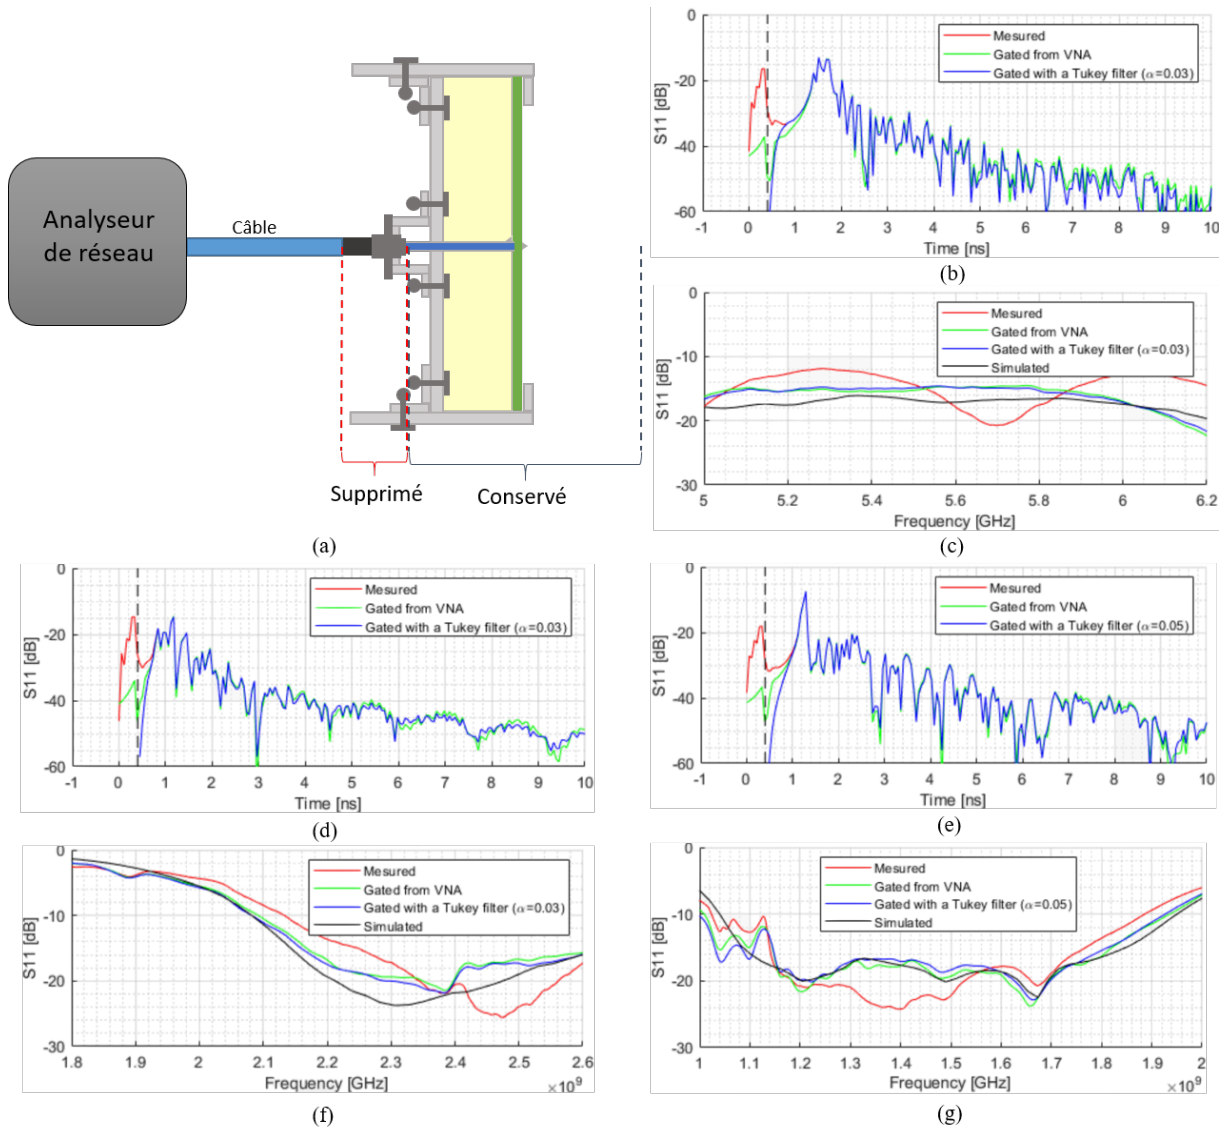 Analyseur
de réseau
Câble
Supprimé
Conservé
(a)
0
-20
-40
-60
S11 [dB]
Mesured
Gated from VNA
Gated with a Tukey filter (α=0.03)
-1 0 1 2 3 4 5 6 7 8 9 10
Time [ns]
(b)
0
-10
-20
-30
S11 [dB]
Mesured
Gated from VNA
Gated with a Tukey filter (α=0.03)
Simulated
5 5.2 5.4 5.6 5.8 6 6.2
Frequency [GHz]
(c)
0
-20
-40
-60
S11 [dB]
Mesured
Gated from VNA
Gated with a Tukey filter (α=0.03)
-1 0 1 2 3 4 5 6 7 8 9 10
Time [ns]
(d)
0
-20
-40
-60
S11 [dB]
Mesured
Gated from VNA
Gated with a Tukey filter (α=0.05)
-1 0 1 2 3 4 5 6 7 8 9 10
Time [ns]
(e)
0
-10
-20
-30
S11 [dB]
Mesured
Gated from VNA
Gated with a Tukey filter (α=0.03)
Simulated
1.8 1.9 2 2.1 2.2 2.3 2.4 2.5 2.6
Frequency [GHz]
×10⁹
(f)
0
-10
-20
-30
S11 [dB]
Mesured
Gated from VNA
Gated with a Tukey filter (α=0.05)
Simulated
1 1.1 1.2 1.3 1.4 1.5 1.6 1.7 1.8 1.9 2
Frequency [GHz]
×10⁹
(g)